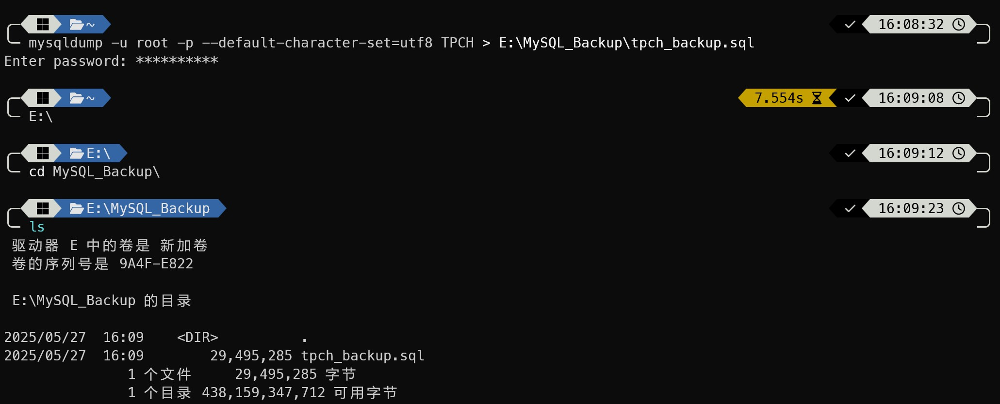 ~ 16:08:32
mysqldump -u root -p --default-character-set=utf8 TPCH > E:\MySQL_Backup\tpch_backup.sql
Enter password: **********
~ 7.554s 16:09:08
E:\
E:\ 16:09:12
cd MySQL_Backup\
E:\MySQL_Backup 16:09:23
ls
驱动器 E 中的卷是 新加卷
卷的序列号是 9A4F-E822
E:\MySQL_Backup 的目录
2025/05/27  16:09    <DIR>          .
2025/05/27  16:09        29,495,285 tpch_backup.sql
1 个文件     29,495,285 字节
1 个目录 438,159,347,712 可用字节